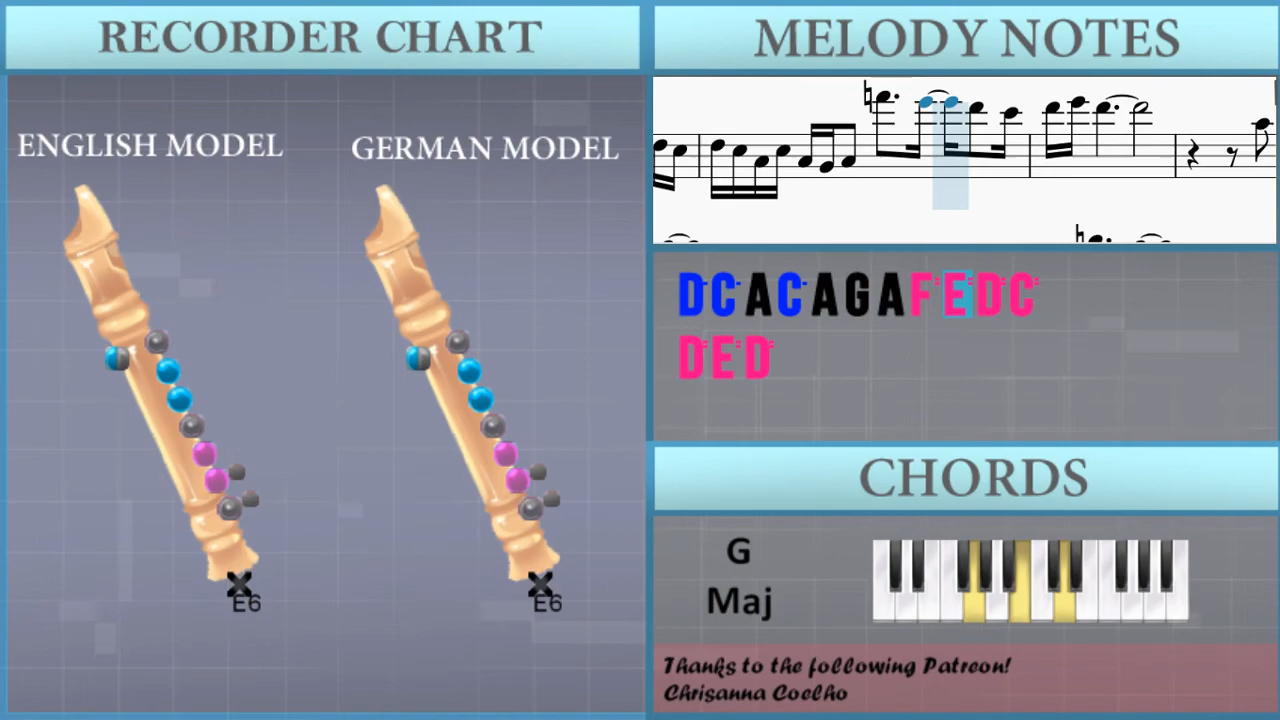 RECORDER CHART
ENGLISH MODEL
GERMAN MODEL
E6
E6
MELODY NOTES
DCACAGAFEDC
DED
CHORDS
G
Maj
Thanks to the following Patreon!
Chrisanna Coelho